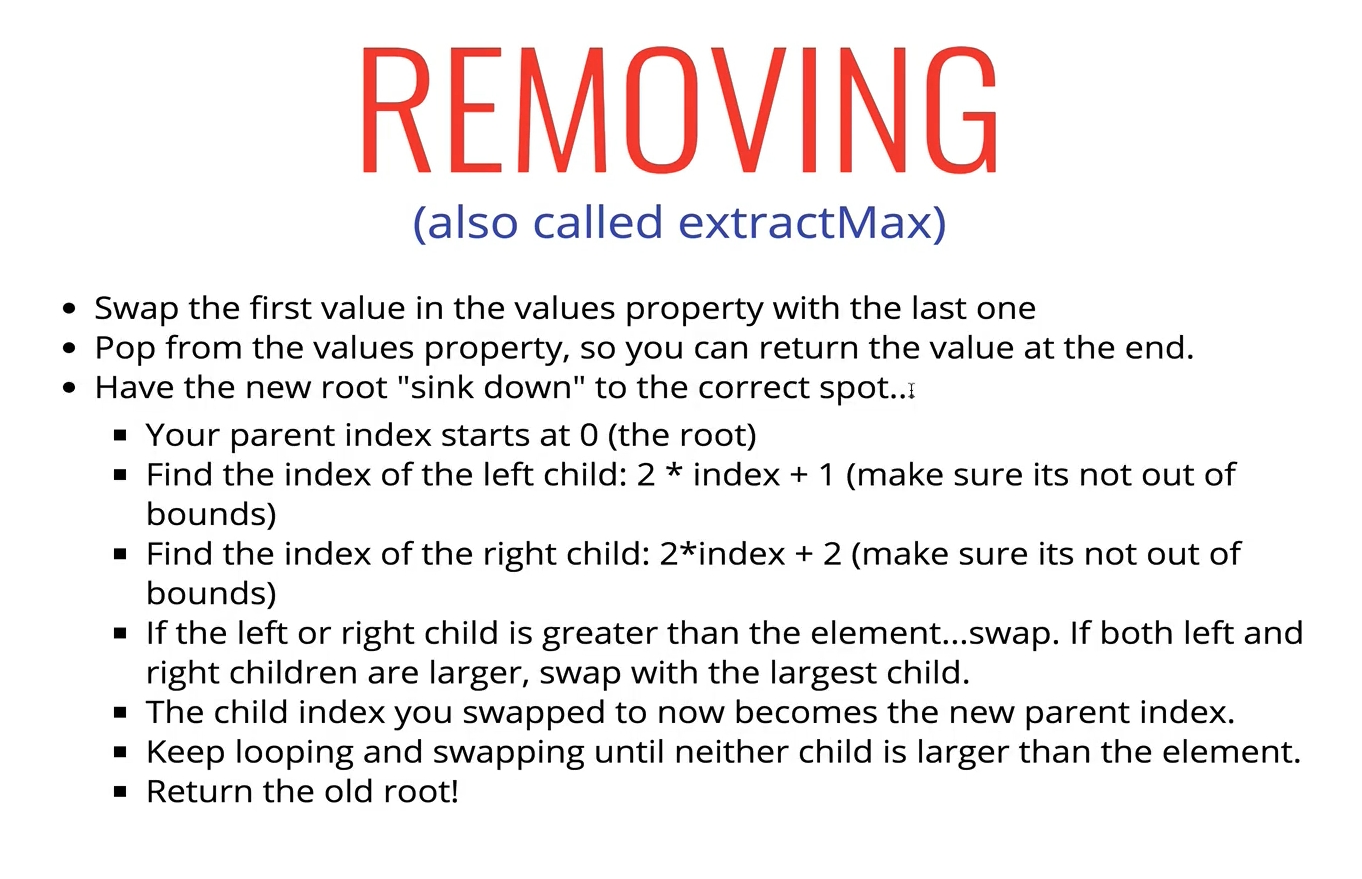 REMOVING
(also called extractMax)
• Swap the first value in the values property with the last one
• Pop from the values property, so you can return the value at the end.
• Have the new root "sink down" to the correct spot...
▪ Your parent index starts at 0 (the root)
▪ Find the index of the left child: 2 * index + 1 (make sure its not out of
bounds)
▪ Find the index of the right child: 2*index + 2 (make sure its not out of
bounds)
▪ If the left or right child is greater than the element...swap. If both left and
right children are larger, swap with the largest child.
▪ The child index you swapped to now becomes the new parent index.
▪ Keep looping and swapping until neither child is larger than the element.
▪ Return the old root!